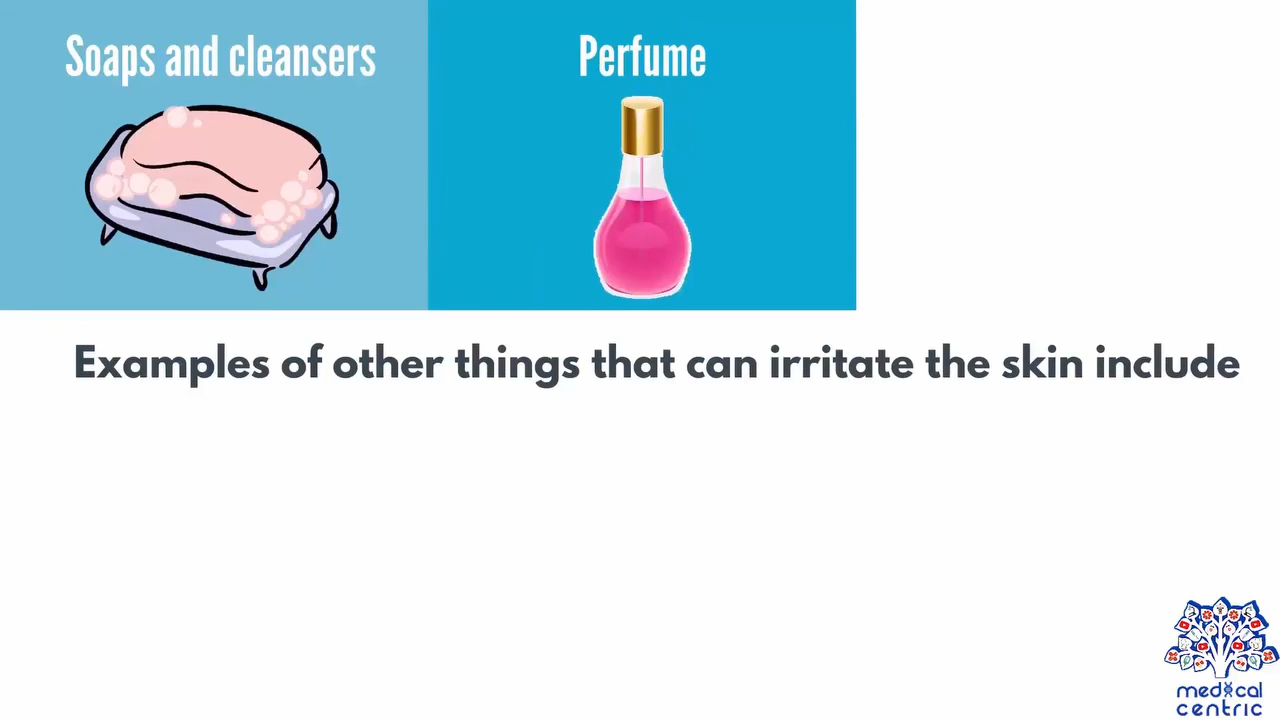 Soaps and cleansers
Perfume
Examples of other things that can irritate the skin include
medical
centric